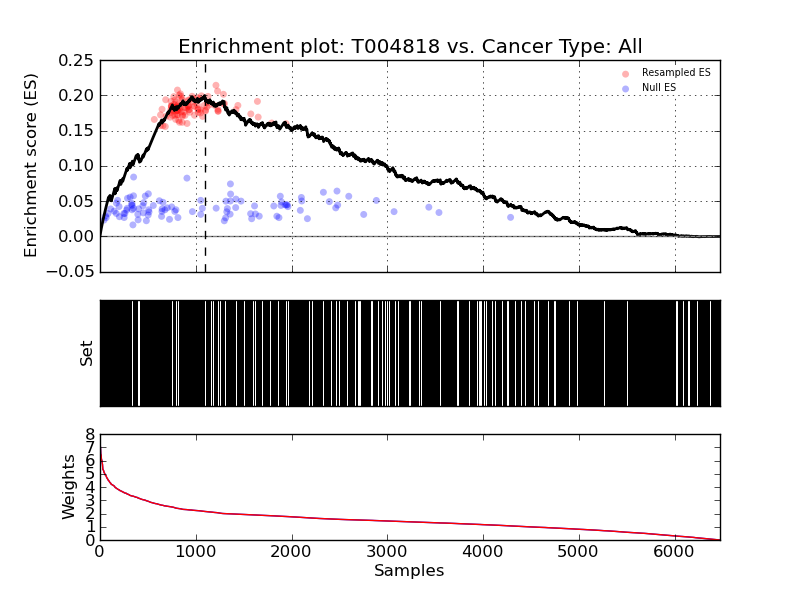 Enrichment plot: T004818 vs. Cancer Type: All
Enrichment score (ES)
0.25
0.20
0.15
0.10
0.05
0.00
−0.05
Resampled ES
Null ES
Set
Weights
8
7
6
5
4
3
2
1
0
0 1000 2000 3000 4000 5000 6000
Samples